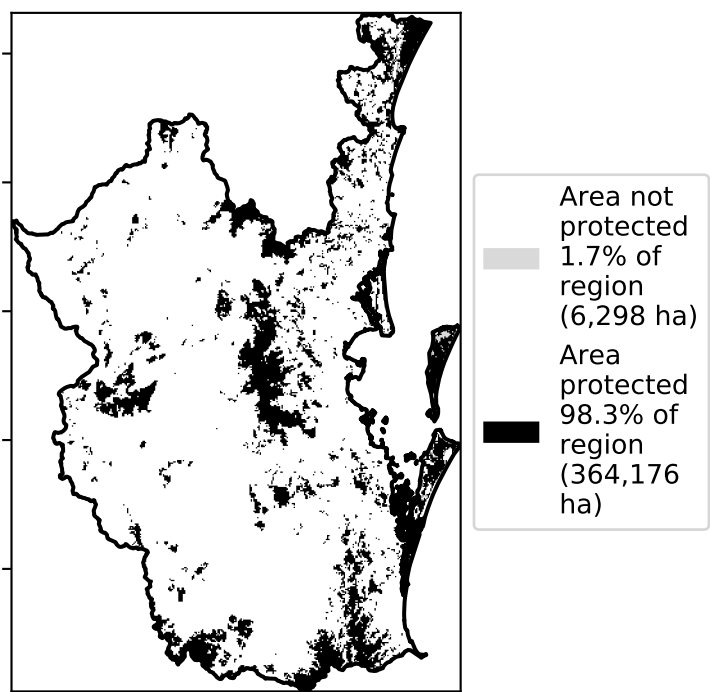 Area not
protected
1.7% of
region
(6,298 ha)
Area
protected
98.3% of
region
(364,176
ha)